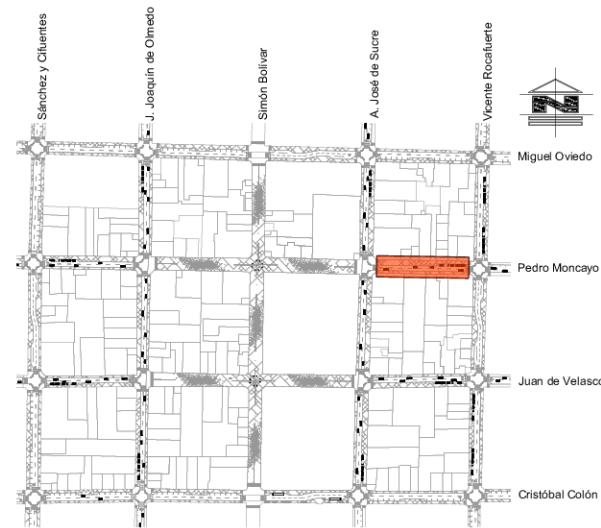 Sánchez y Cifuentes
J. Joaquín de Olmedo
Simón Bolívar
A. José de Sucre
Vicente Rocafuerte
Miguel Oviedo
Pedro Moncayo
Juan de Velasco
Cristóbal Colón